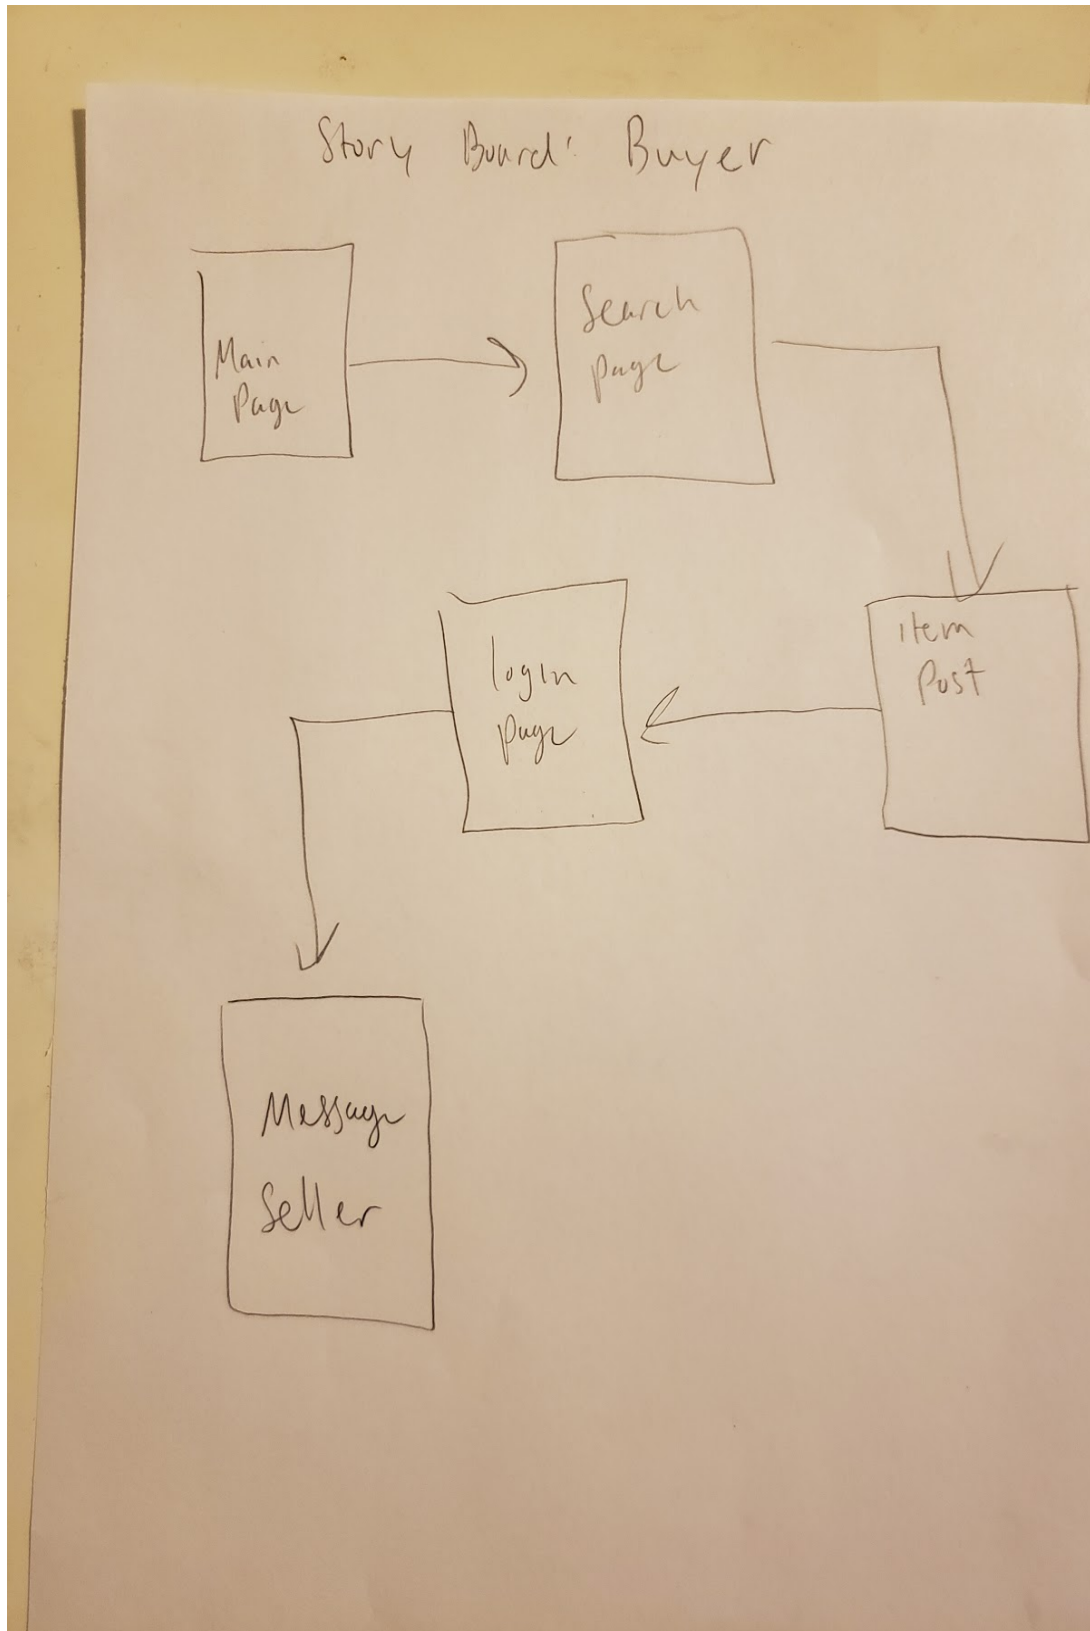 Story Board: Buyer
Main
Page
Search
page
item
Post
login
page
Message
Seller